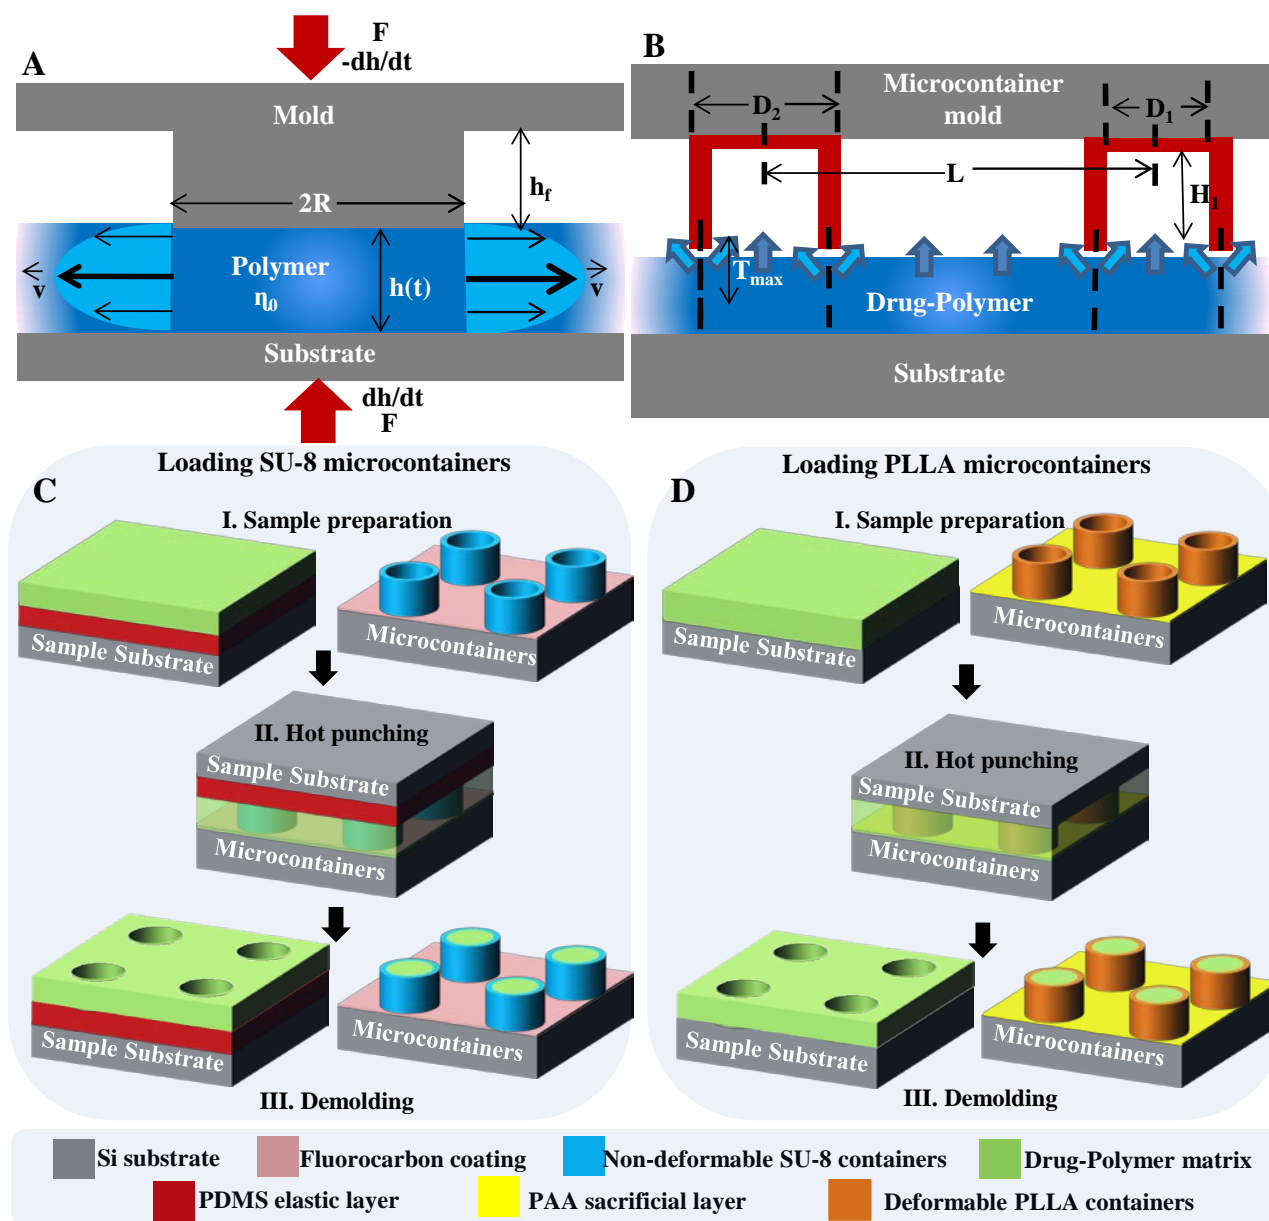 A
F
-dh/dt
Mold
h_f
2R
Polymer
η₀
h(t)
v
v
Substrate
dh/dt
F
B
Microcontainer
mold
D₂
D₁
L
H₁
T_max
Drug-Polymer
Substrate
Loading SU-8 microcontainers
C
I. Sample preparation
Sample Substrate
Microcontainers
II. Hot punching
Sample Substrate
Microcontainers
Sample Substrate
Microcontainers
III. Demolding
Loading PLLA microcontainers
D
I. Sample preparation
Sample Substrate
Microcontainers
II. Hot punching
Sample Substrate
Microcontainers
Sample Substrate
Microcontainers
III. Demolding
Si substrate
Fluorocarbon coating
Non-deformable SU-8 containers
Drug-Polymer matrix
PDMS elastic layer
PAA sacrificial layer
Deformable PLLA containers